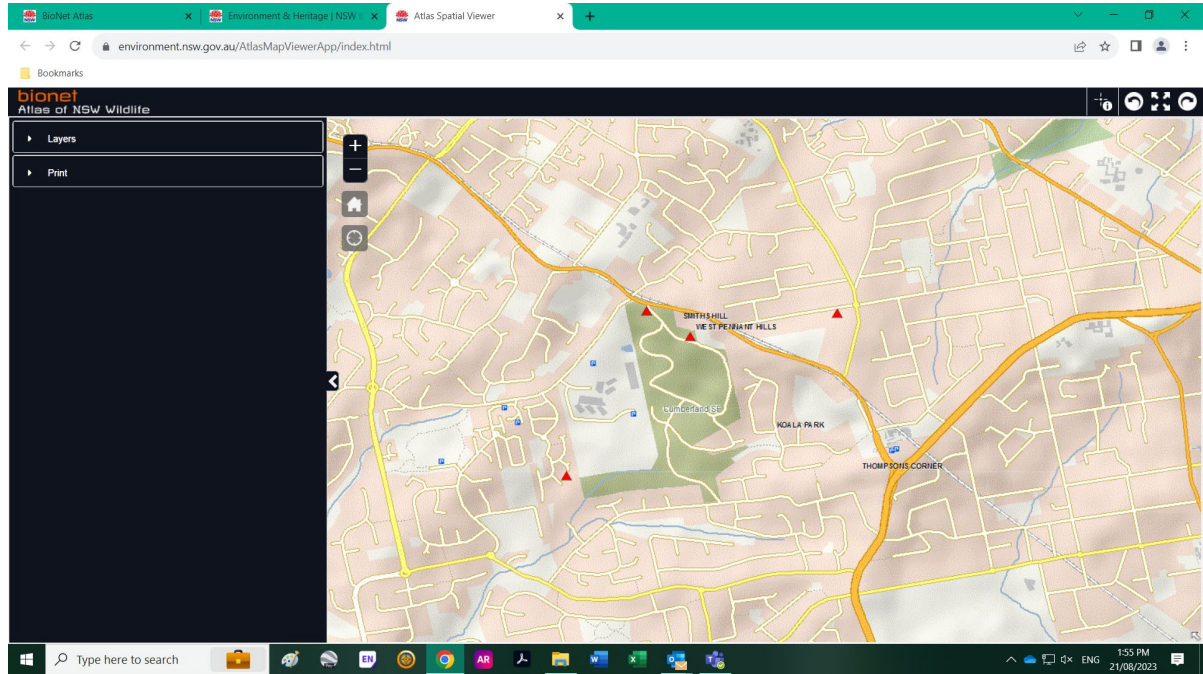 BioNet Atlas
Environment & Heritage | NSW
Atlas Spatial Viewer
environment.nsw.gov.au/AtlasMapViewerApp/index.html
Bookmarks
bionet
Atlas of NSW Wildlife
Layers
Print
SMITHS HILL
WEST PENNANT HILLS
Cumberland SF
KOALA PARK
THOMPSONS CORNER
P
P
P
P
P
PP
Type here to search
EN
AR
ENG
1:55 PM
21/08/2023